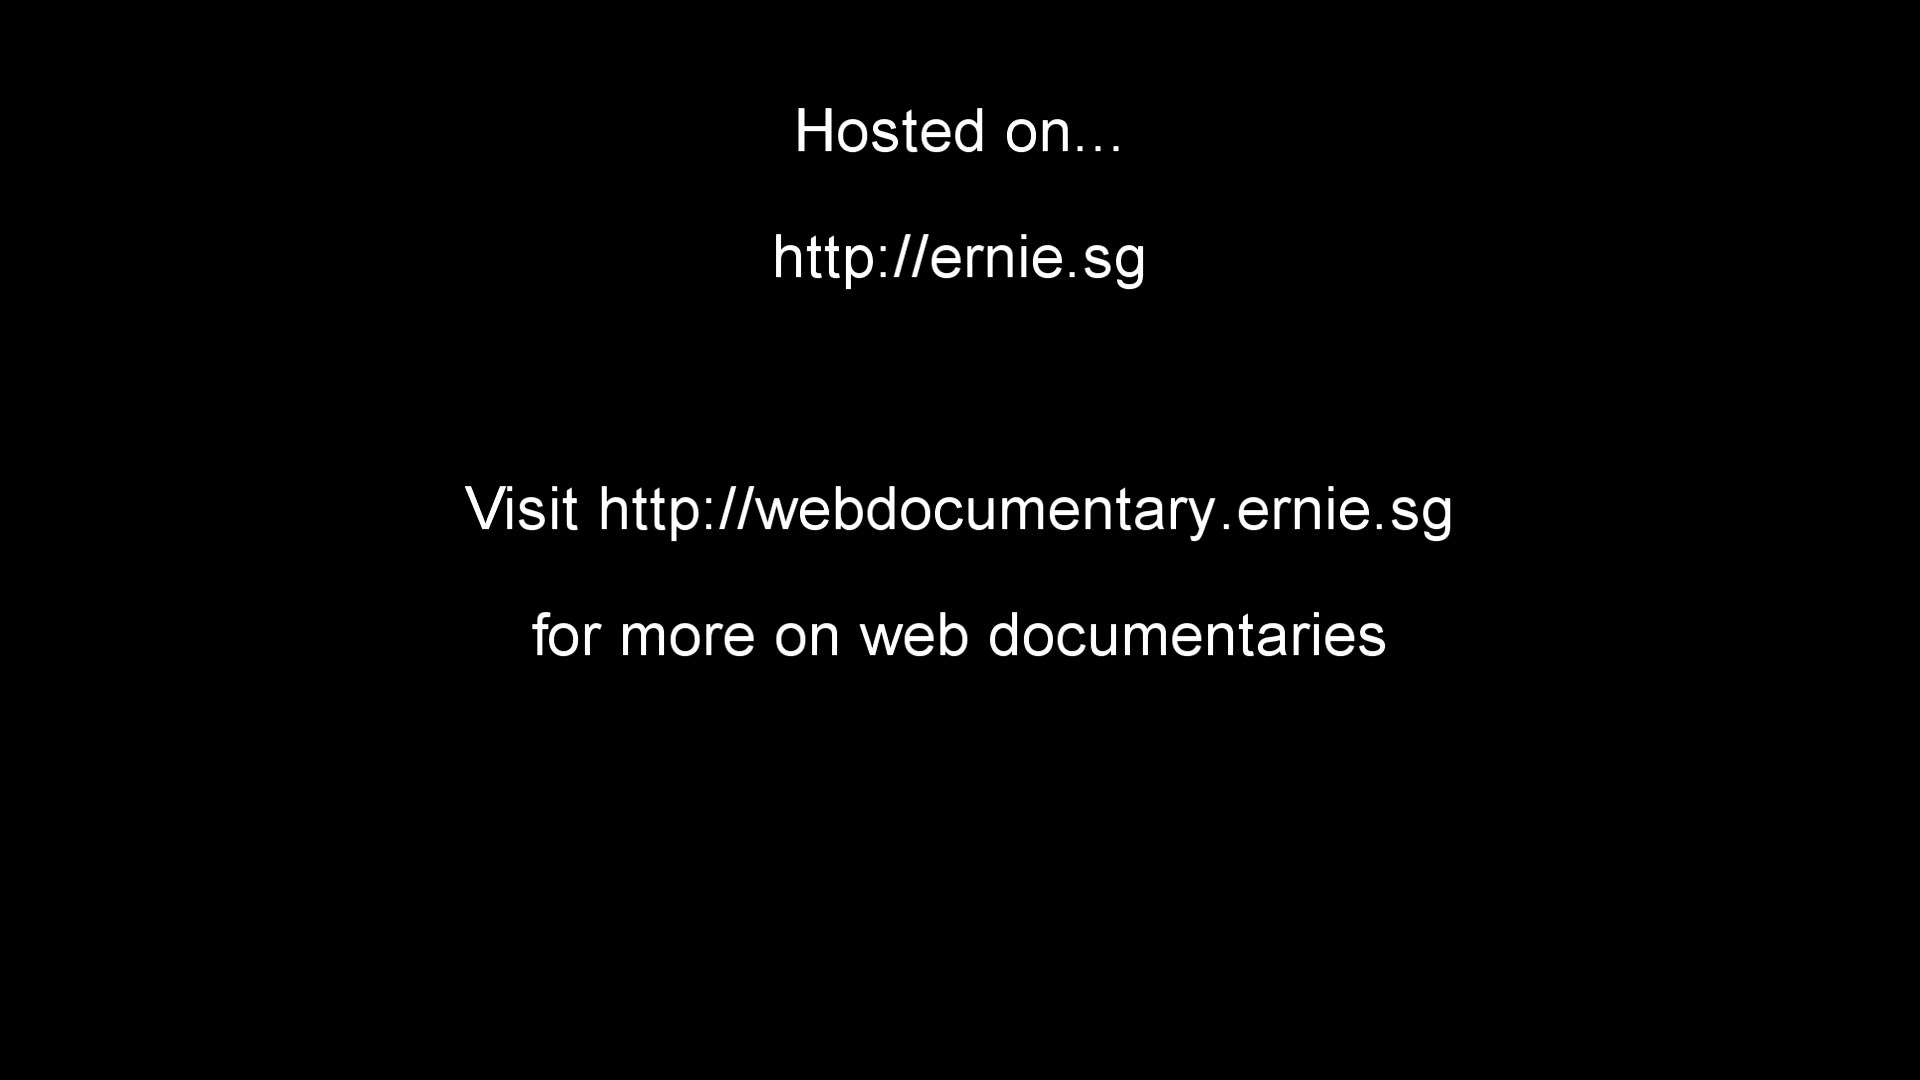 Hosted on...
http://ernie.sg
Visit http://webdocumentary.ernie.sg
for more on web documentaries